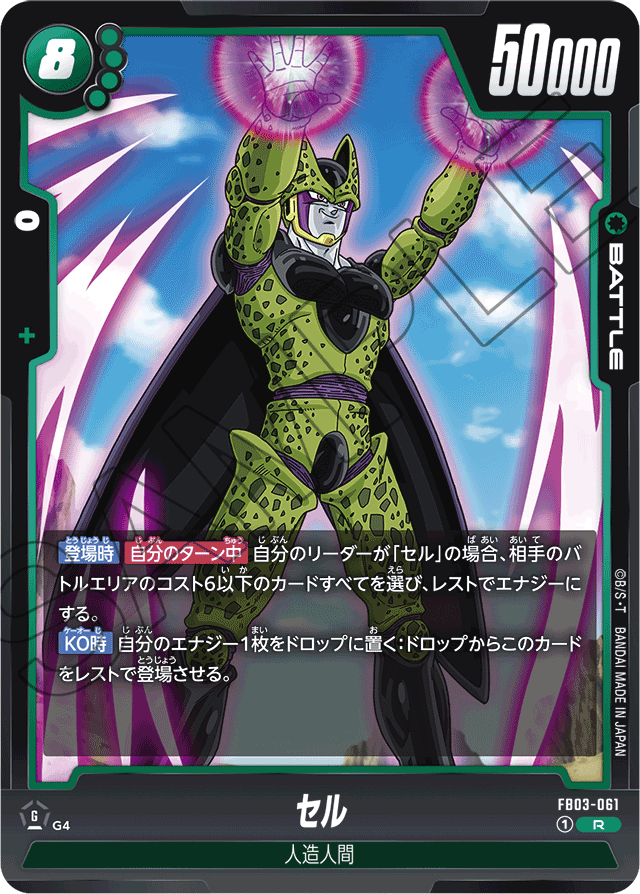 8
50000
0
+
BATTLE
SAMPLE
登場時 自分のターン中 自分のリーダーが「セル」の場合、相手のバ
トルエリアのコスト6以下のカードすべてを選び、レストでエナジーに
する。
KO時 自分のエナジー1枚をドロップに置く:ドロップからこのカード
をレストで登場させる。
©B/S・T BANDAI MADE IN JAPAN
G
G4
セル
FB03-061
1 R
人造人間